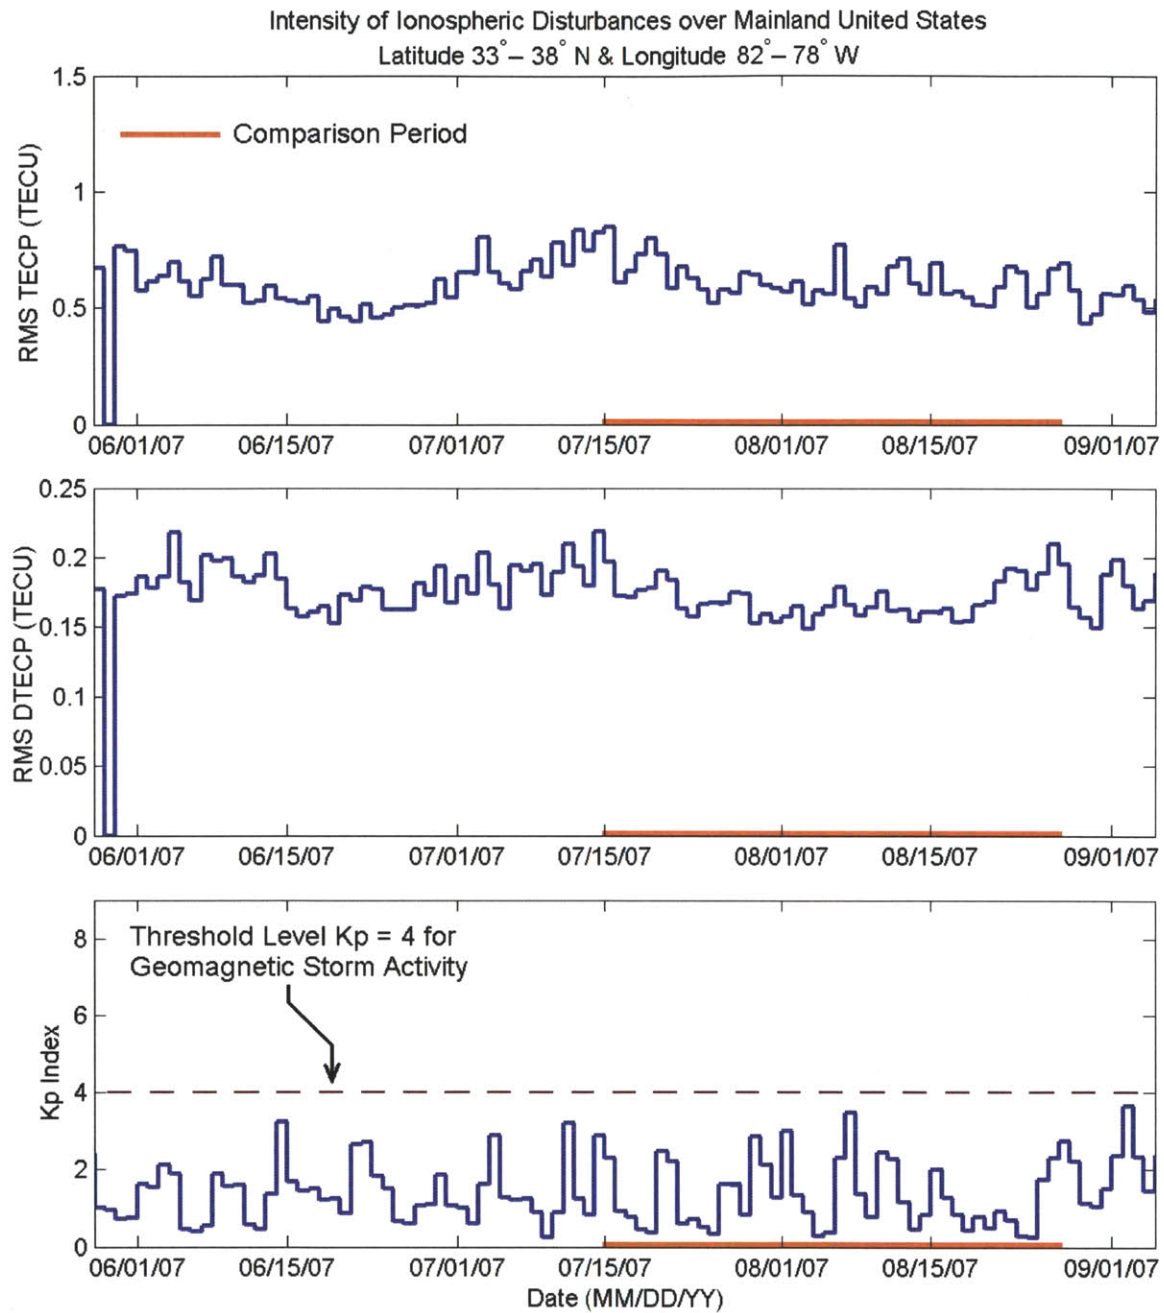 Intensity of Ionospheric Disturbances over Mainland United States
Latitude 33° – 38° N & Longitude 82° – 78° W
1.5
Comparison Period
1
0.5
0
RMS TECP (TECU)
06/01/07 06/15/07 07/01/07 07/15/07 08/01/07 08/15/07 09/01/07
0.25
0.2
0.15
0.1
0.05
0
RMS DTECP (TECU)
06/01/07 06/15/07 07/01/07 07/15/07 08/01/07 08/15/07 09/01/07
8
Threshold Level Kp = 4 for
Geomagnetic Storm Activity
6
4
2
0
Kp Index
06/01/07 06/15/07 07/01/07 07/15/07 08/01/07 08/15/07 09/01/07
Date (MM/DD/YY)